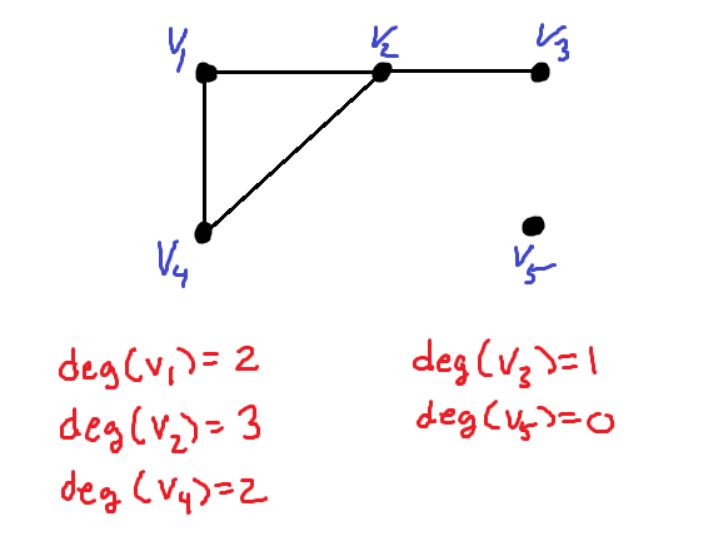 V₁ V₂ V₃
V₄ V₅
deg(v₁)=2
deg(v₂)=3
deg(v₄)=2
deg(v₃)=1
deg(v₅)=0